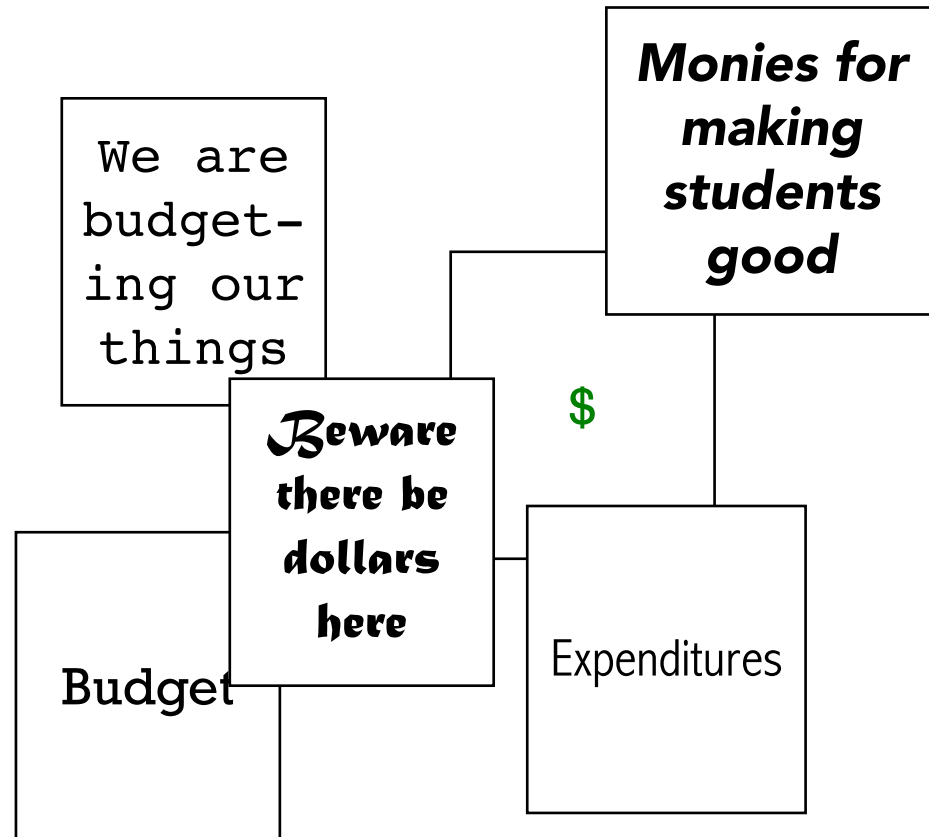 Monies for
making
students
good
We are
budget-
ing our
things
$
Beware
there be
dollars
here
Budget
Expenditures